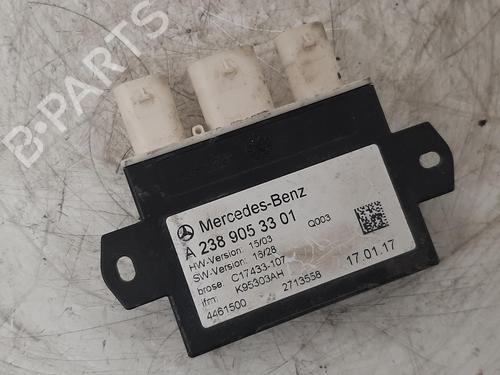 B-PARTS
Mercedes-Benz
A 238 905 33 01 Q003
HW-Version: 15/03
SW-Version: 16/28
brose: C17433-107
ifm: K95303AH 17.01.17
4461500 2713558